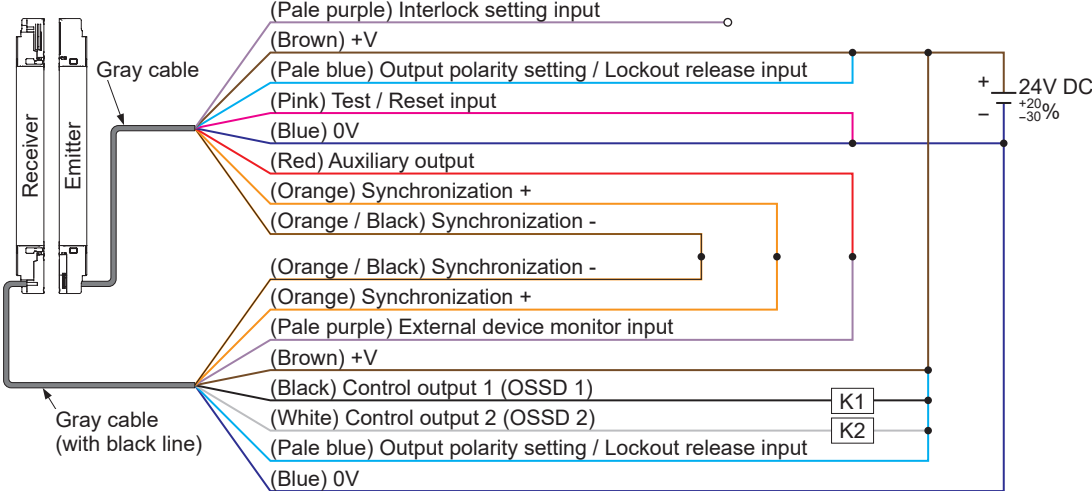 (Pale purple) Interlock setting input
(Brown) +V
(Pale blue) Output polarity setting / Lockout release input
(Pink) Test / Reset input
(Blue) 0V
(Red) Auxiliary output
(Orange) Synchronization +
(Orange / Black) Synchronization -
(Orange / Black) Synchronization -
(Orange) Synchronization +
(Pale purple) External device monitor input
(Brown) +V
(Black) Control output 1 (OSSD 1)
(White) Control output 2 (OSSD 2)
(Pale blue) Output polarity setting / Lockout release input
(Blue) 0V
Receiver
Emitter
Gray cable
Gray cable
(with black line)
K1
K2
+
−
24V DC
+20
−30%